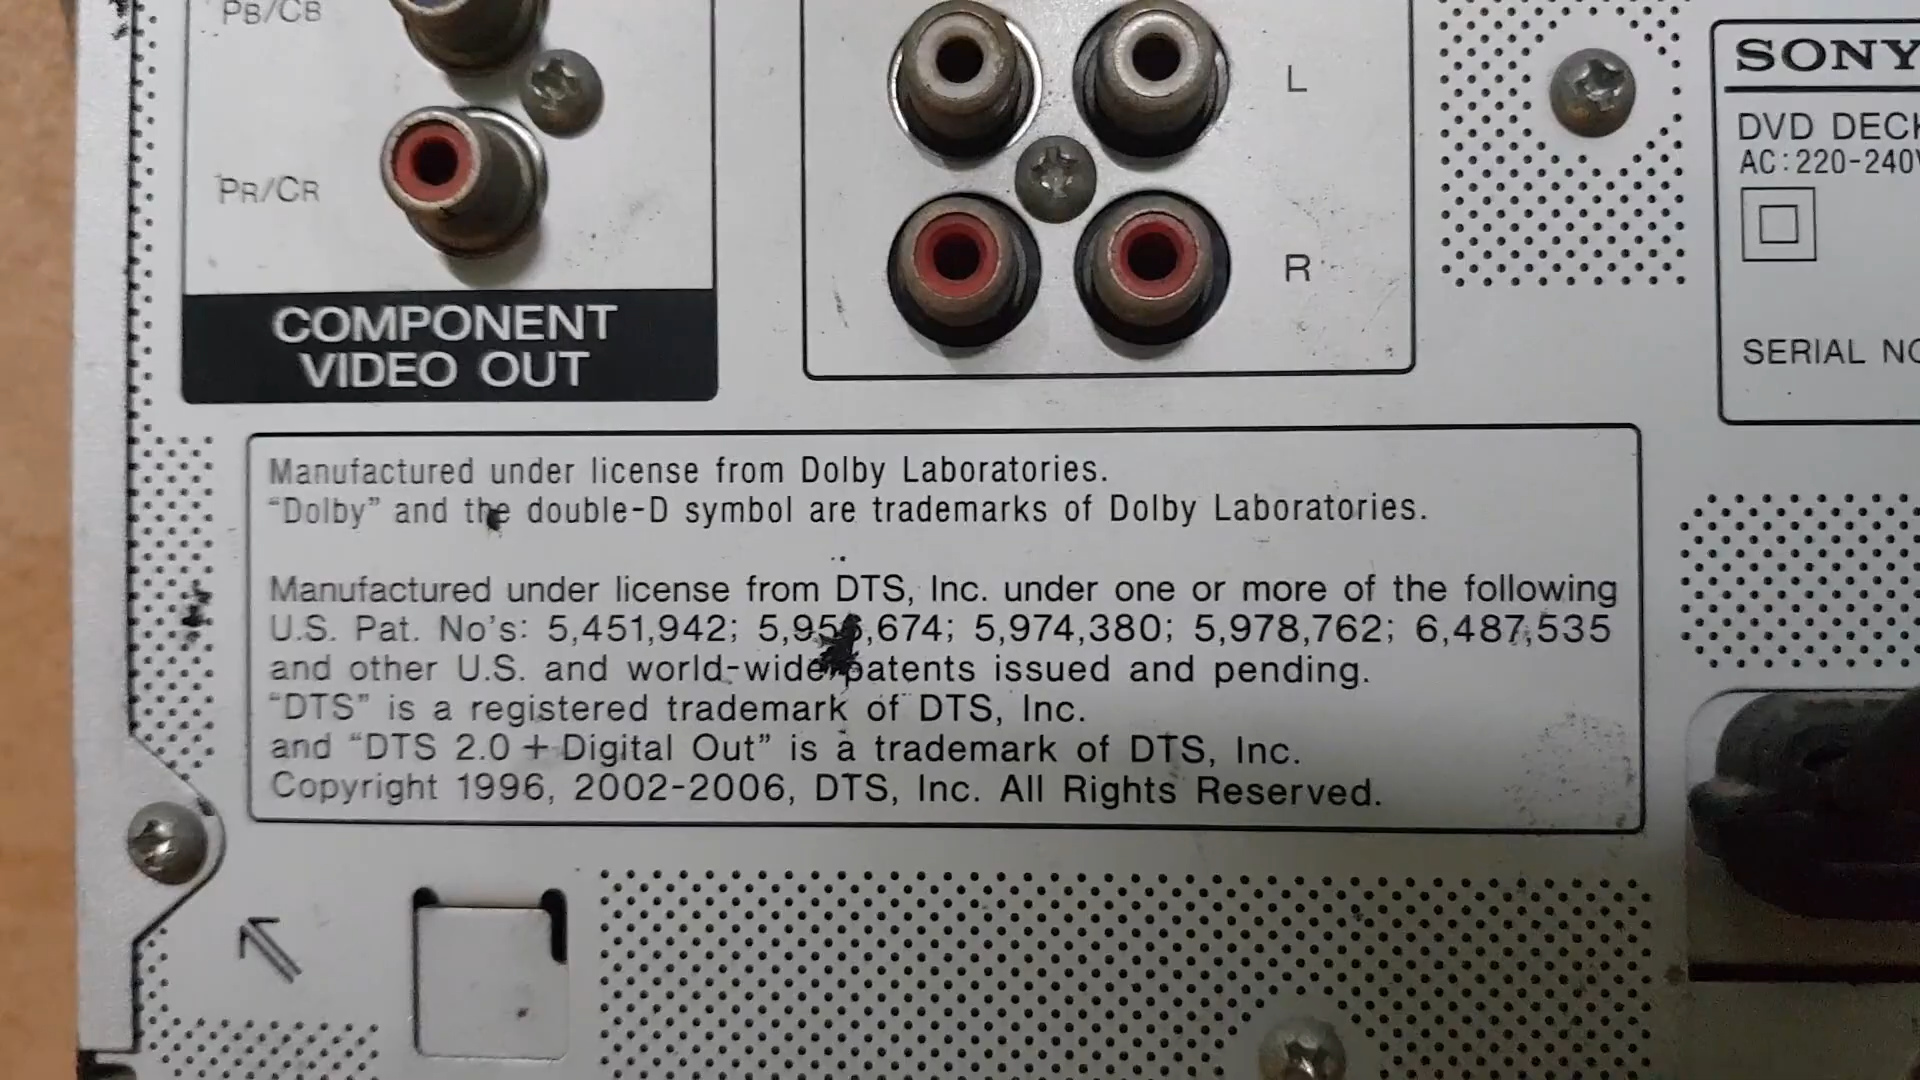 PB/CB
PR/CR
COMPONENT
VIDEO OUT
L
R
SONY
DVD DECK
AC:220-240V
SERIAL NO
Manufactured under license from Dolby Laboratories.
“Dolby” and the double-D symbol are trademarks of Dolby Laboratories.
Manufactured under license from DTS, Inc. under one or more of the following
U.S. Pat. No's: 5,451,942; 5,956,674; 5,974,380; 5,978,762; 6,487,535
and other U.S. and world-wide patents issued and pending.
“DTS” is a registered trademark of DTS, Inc.
and “DTS 2.0 + Digital Out” is a trademark of DTS, Inc.
Copyright 1996, 2002-2006, DTS, Inc. All Rights Reserved.